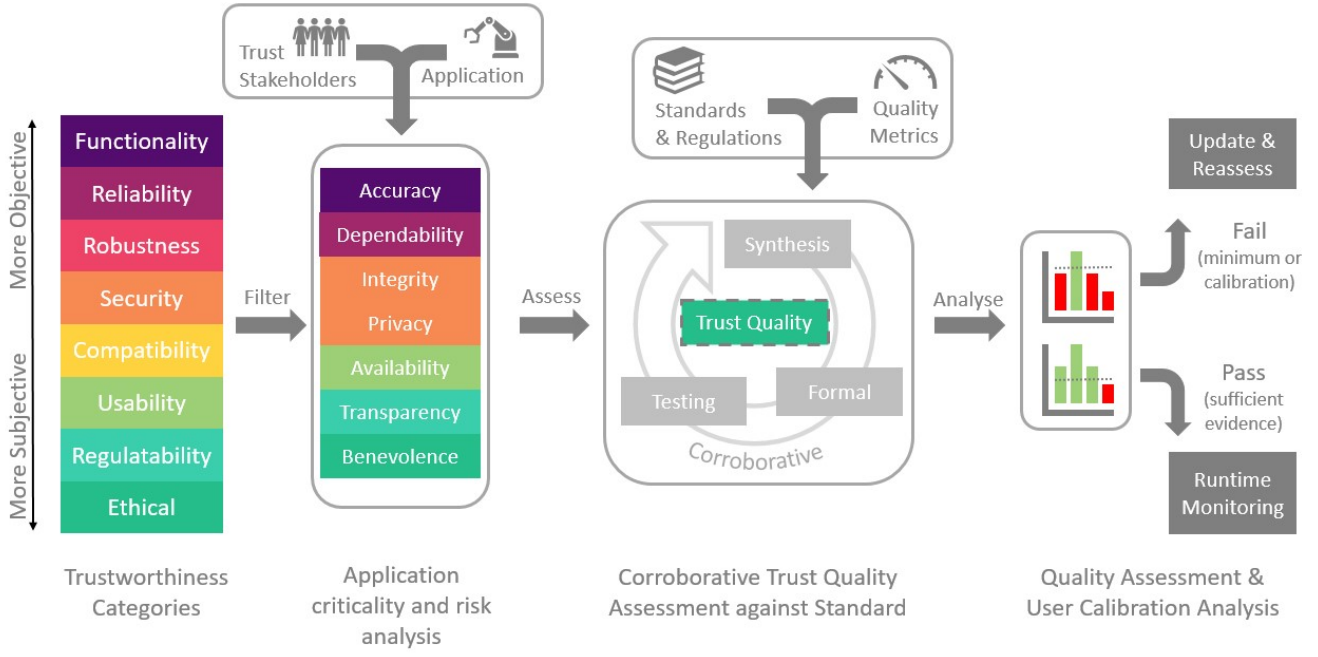 Trust
Stakeholders
Application
Standards
& Regulations
Quality
Metrics
More Objective
More Subjective
Functionality
Reliability
Robustness
Security
Compatibility
Usability
Regulatability
Ethical
Filter
Accuracy
Dependability
Integrity
Privacy
Availability
Transparency
Benevolence
Assess
Synthesis
Trust Quality
Testing
Formal
Corroborative
Analyse
Update &
Reassess
Fail
(minimum or
calibration)
Pass
(sufficient
evidence)
Runtime
Monitoring
Trustworthiness
Categories
Application
criticality and risk
analysis
Corroborative Trust Quality
Assessment against Standard
Quality Assessment &
User Calibration Analysis